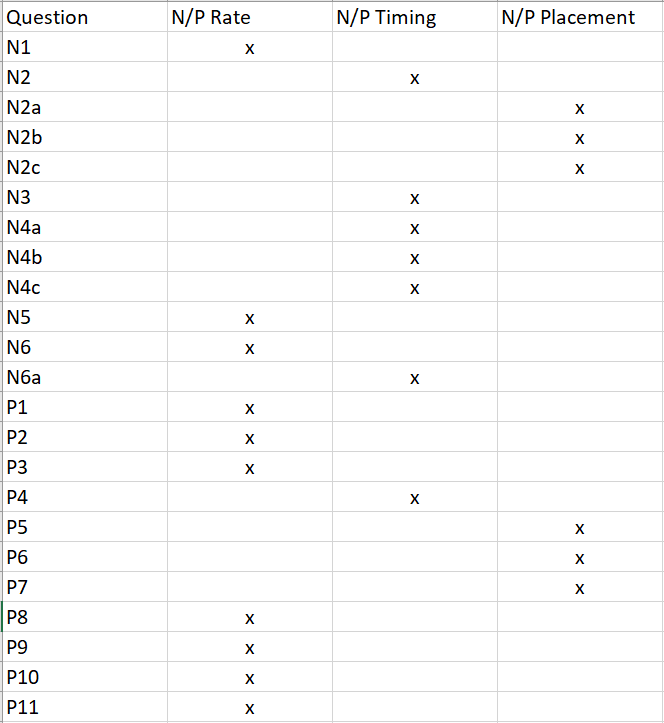 Question N/P Rate N/P Timing N/P Placement
N1 x
N2 x
N2a x
N2b x
N2c x
N3 x
N4a x
N4b x
N4c x
N5 x
N6 x
N6a x
P1 x
P2 x
P3 x
P4 x
P5 x
P6 x
P7 x
P8 x
P9 x
P10 x
P11 x